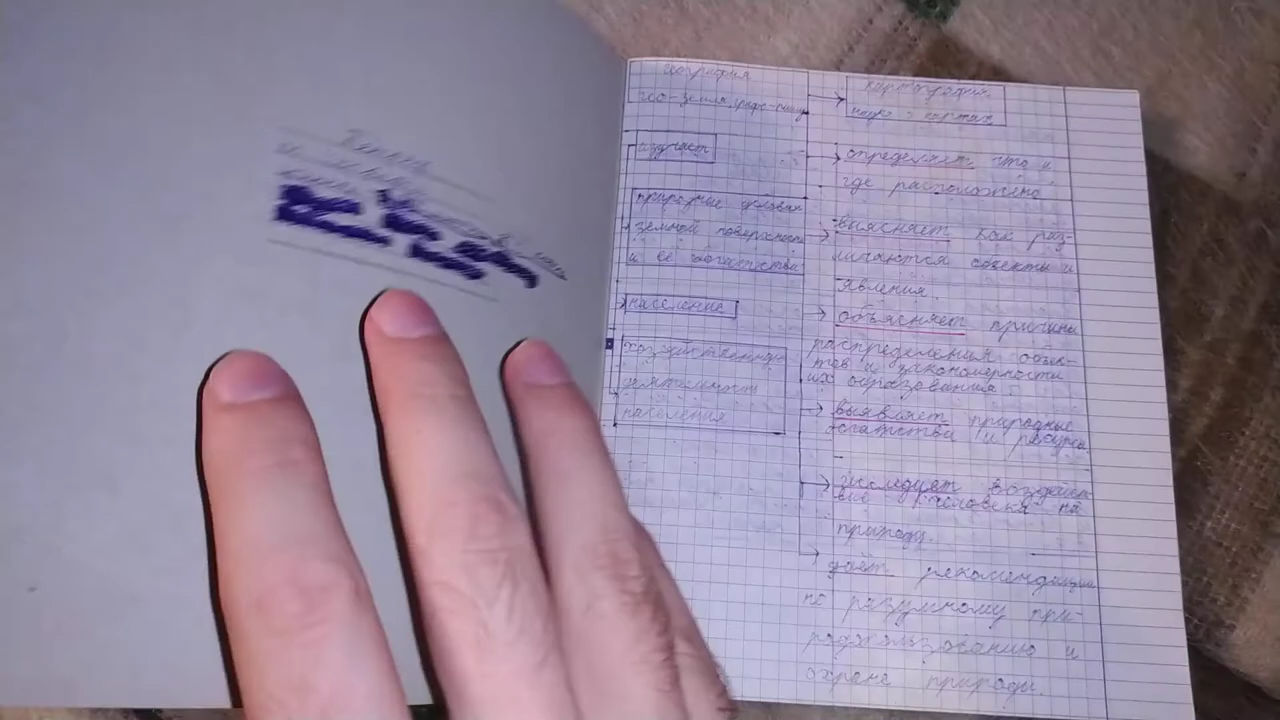 география
гео-земля, графо-пишу
изучает
природные условия
земной поверхности
и её богатства
население
хозяйственную
деятельность
населения
картография
наука о картах
определяет что и
где расположено
выясняет как раз-
личаются объекты и
явления.
объясняет причины
распределения объек-
тов и закономерности
их образования
выявляет природные
богатства и ресурсы
исследует воздейст-
вие человека на
природу.
даёт рекомендации
по разумному при-
родопользованию и
охране природы.